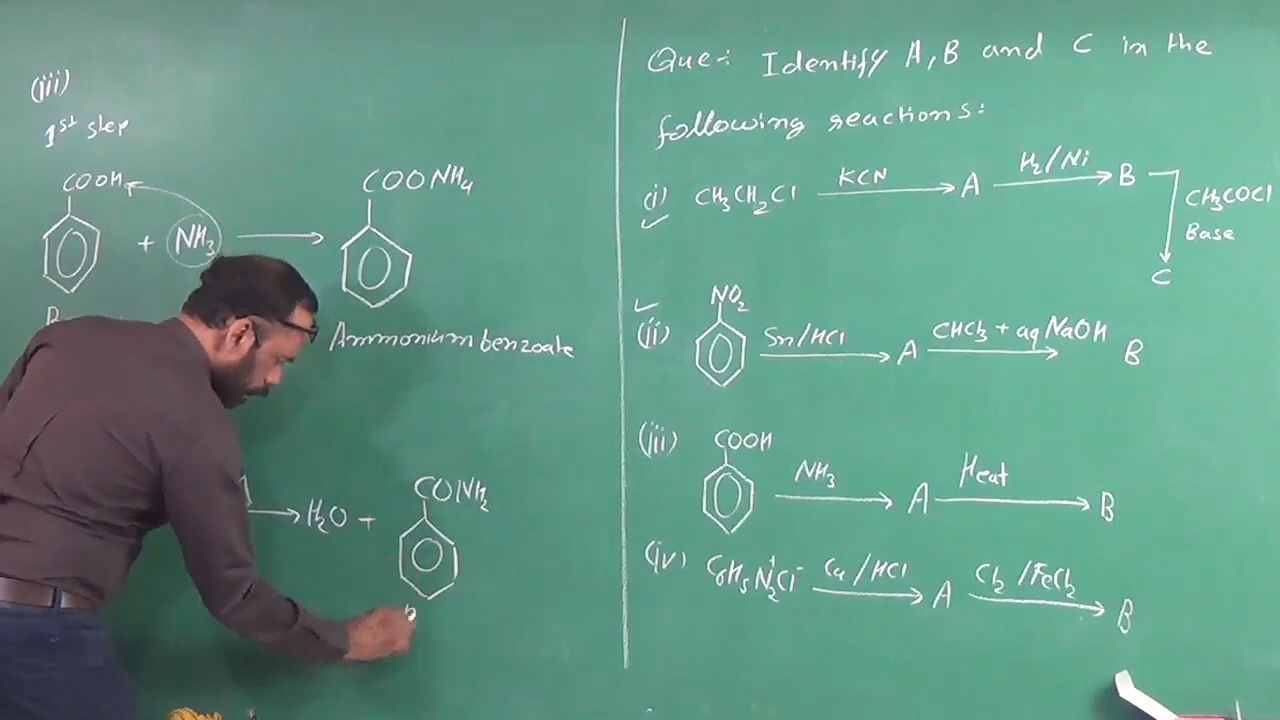 (iii)
1st step
COOH
+ NH3 → COONH4
Ammonium benzoate
→ H2O + CONH2
Que:- Identify A, B and C in the
following reactions:
(i) CH3CH2Cl KCN → A H2/Ni → B
CH3COCl
Base
C
(ii) NO2 Sn/HCl → A CHCl3 + aq NaOH → B
(iii) COOH NH3 → A Heat → B
(iv) C6H5N2+Cl- Cu/HCl → A Cl2/FeCl2 → B